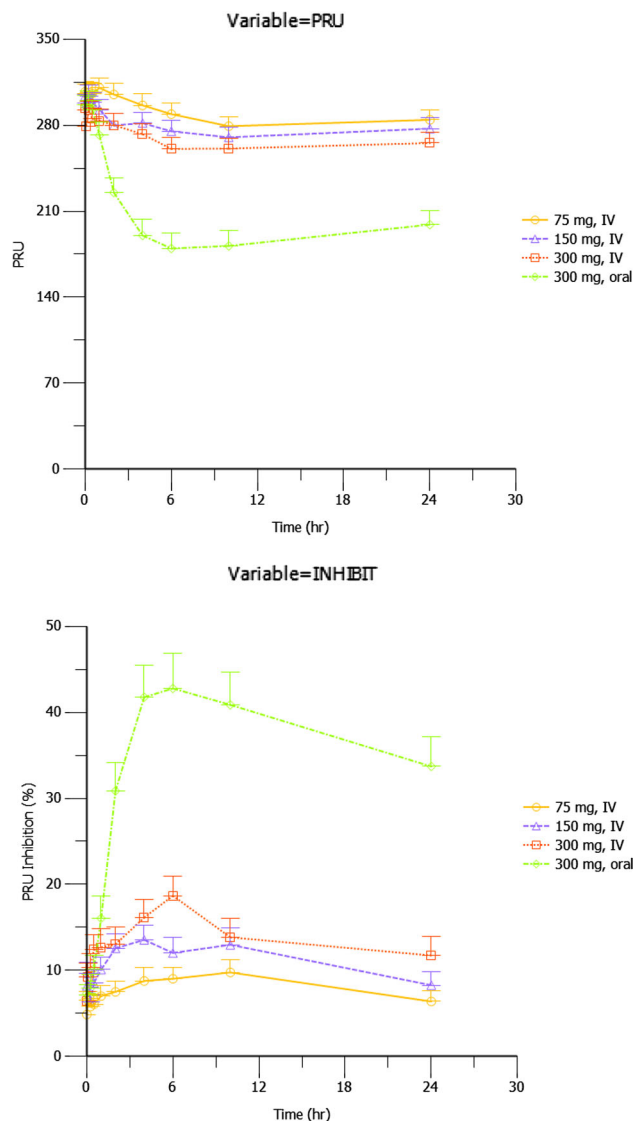 Variable=PRU
350
280
210
140
70
0
PRU
0 6 12 18 24 30
Time (hr)
75 mg, IV
150 mg, IV
300 mg, IV
300 mg, oral
Variable=INHIBIT
50
40
30
20
10
0
PRU Inhibition (%)
0 6 12 18 24 30
Time (hr)
75 mg, IV
150 mg, IV
300 mg, IV
300 mg, oral